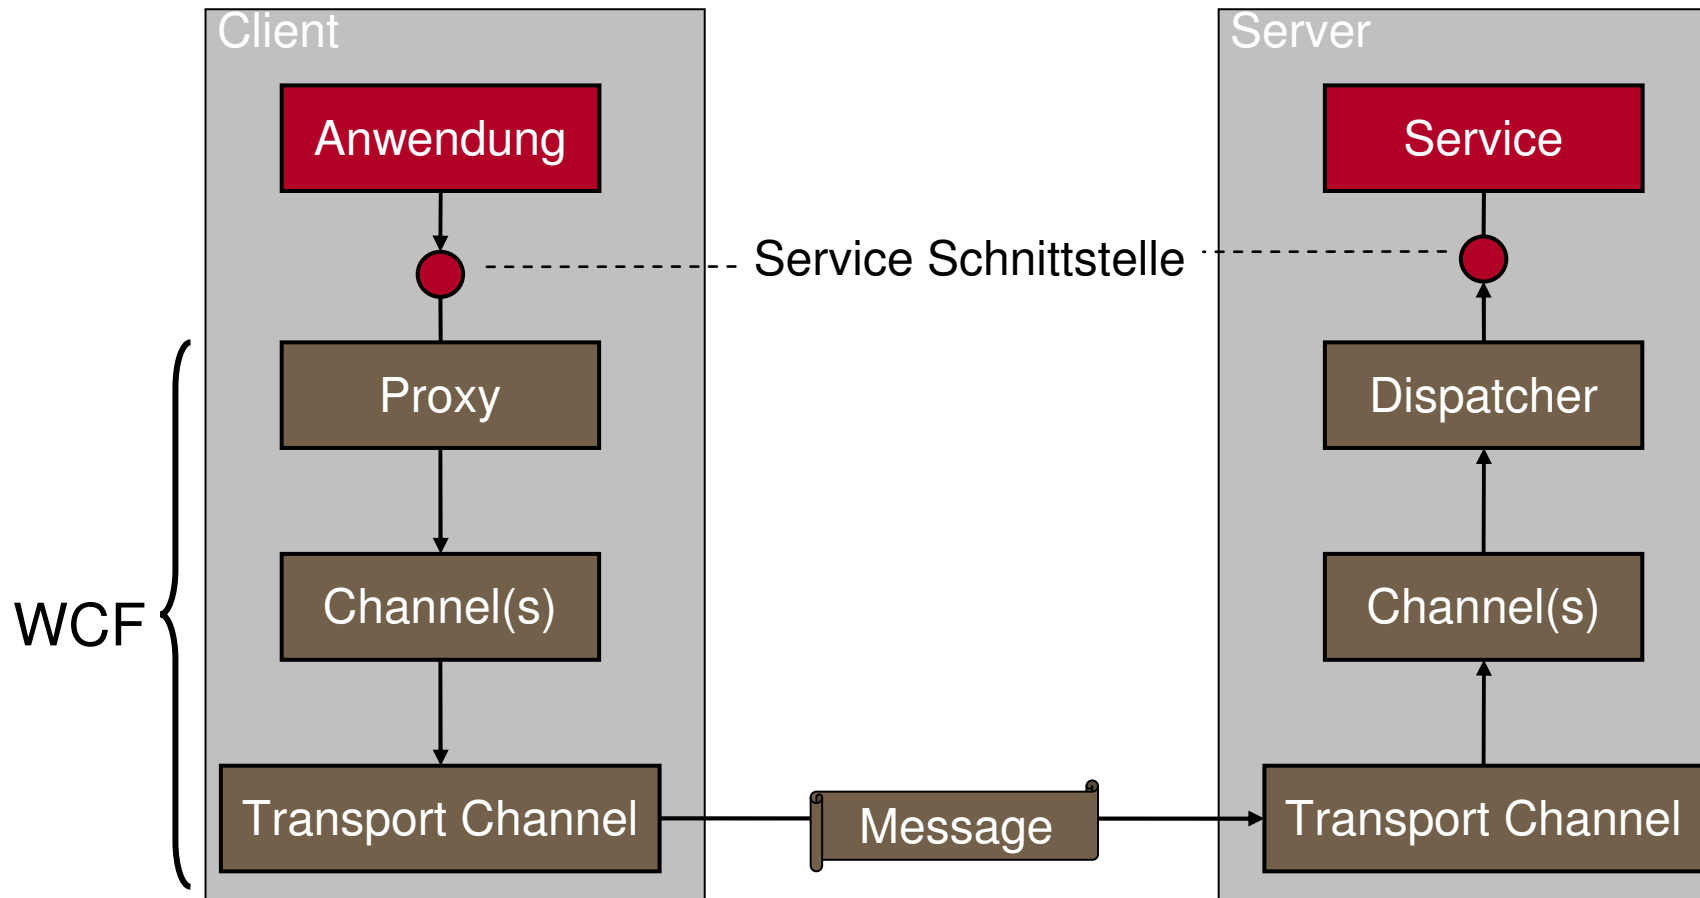 Client
Server
Anwendung
Service
Service Schnittstelle
Proxy
Dispatcher
WCF
Channel(s)
Channel(s)
Transport Channel
Message
Transport Channel